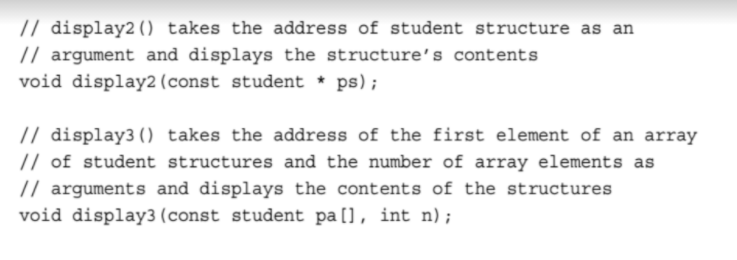 // display2() takes the address of student structure as an
// argument and displays the structure's contents
void display2(const student * ps);
// display3() takes the address of the first element of an array
// of student structures and the number of array elements as
// arguments and displays the contents of the structures
void display3(const student pa[], int n);